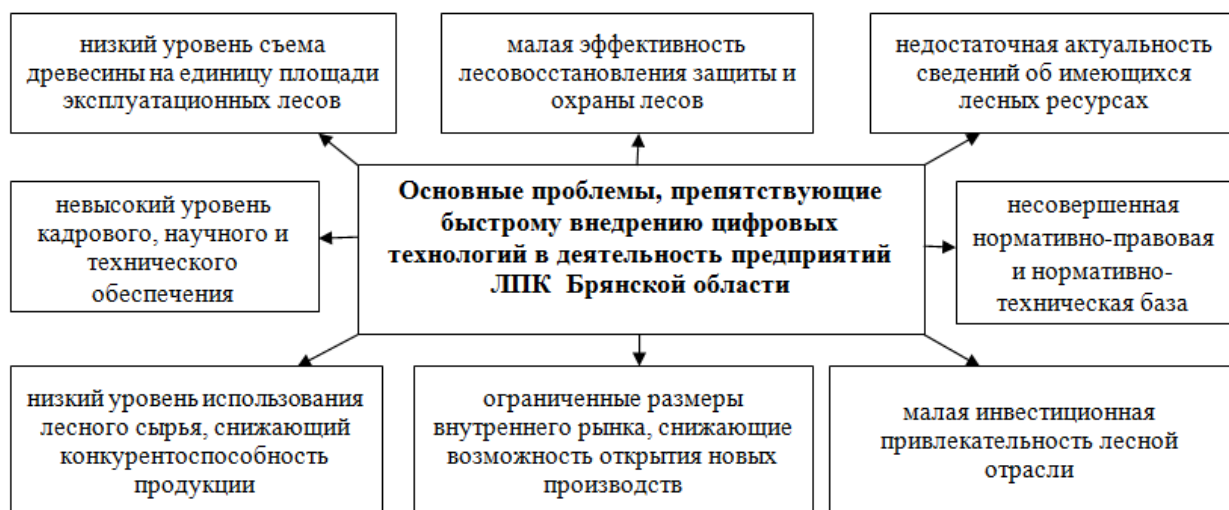 низкий уровень съема
древесины на единицу площади
эксплуатационных лесов
малая эффективность
лесовосстановления защиты и
охраны лесов
недостаточная актуальность
сведений об имеющихся
лесных ресурсах
невысокий уровень
кадрового, научного и
технического
обеспечения
Основные проблемы, препятствующие
быстрому внедрению цифровых
технологий в деятельность предприятий
ЛПК Брянской области
несовершенная
нормативно-правовая
и нормативно-
техническая база
низкий уровень использования
лесного сырья, снижающий
конкурентоспособность
продукции
ограниченные размеры
внутреннего рынка, снижающие
возможность открытия новых
производств
малая инвестиционная
привлекательность лесной
отрасли